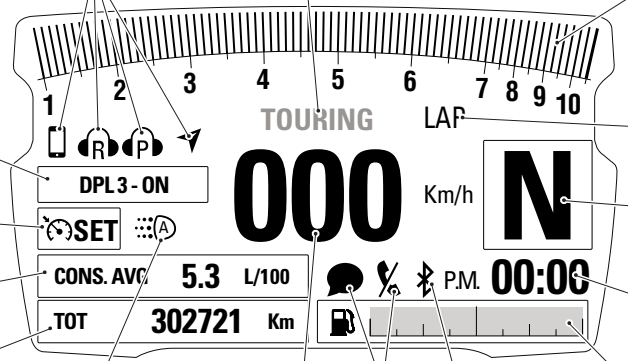 1 2 3 4 5 6 7 8 9 10
TOURING
LAP
R P
DPL 3 - ON
000
Km/h
N
SET
A
CONS. AVG 5.3 L/100
P.M. 00:00
TOT 302721 Km